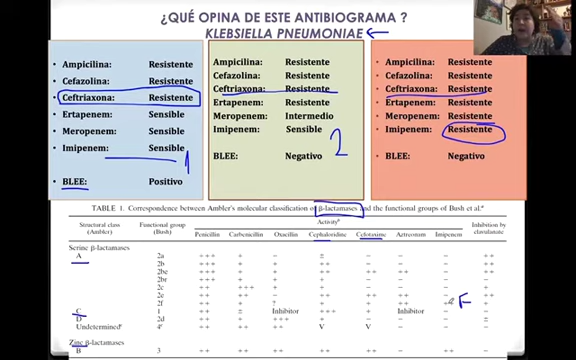 ¿QUÉ OPINA DE ESTE ANTIBIOGRAMA ?
KLEBSIELLA PNEUMONIAE
• Ampicilina: Resistente
• Cefazolina: Resistente
• Ceftriaxona: Resistente
• Ertapenem: Sensible
• Meropenem: Sensible
• Imipenem: Sensible
1
• BLEE: Positivo
Ampicilina: Resistente
Cefazolina: Resistente
Ceftriaxona: Resistente
Ertapenem: Resistente
Meropenem: Intermedio
Imipenem: Sensible
2
BLEE: Negativo
• Ampicilina: Resistente
• Cefazolina: Resistente
• Ceftriaxona: Resistente
• Ertapenem: Resistente
• Meropenem: Resistente
• Imipenem: Resistente
• BLEE: Negativo
TABLE 1. Correspondence between Ambler's molecular classification of β-lactamases and the functional groups of Bush et al.ᵃ
Structural class (Ambler) Functional group (Bush) Activityᵇ Inhibition by clavulanate
Penicillin Carbenicillin Oxacillin Cephaloridine Cefotaxime Aztreonam Imipenem
Serine β-lactamases
A 2a +++ + − ± − − − ++
2b +++ + + ++ − − − ++
2be +++ + + ++ ++ ++ − ++
2br +++ + + + − − − −
2c ++ +++ + + − − − ++
2e ++ ++ − ++ ++ ++ − ++
2f ++ + ? + + ++ F +
C 1 ++ ± Inhibitor +++ + Inhibitor − −
D 2d ++ + +++ + − − − ±
Undeterminedᶜ 4ᶜ ++ ++ ++ V V − −
Zinc β-lactamases
B 3 ++ ++ ++ ++ ++ − ++ −